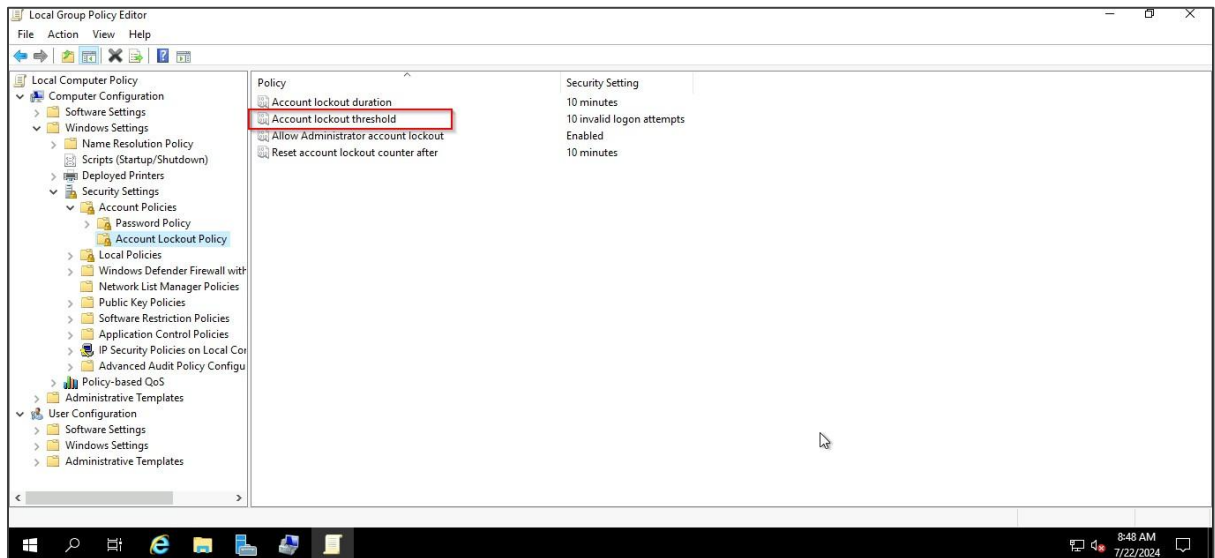 Local Group Policy Editor
File Action View Help
Local Computer Policy
Computer Configuration
Software Settings
Windows Settings
Name Resolution Policy
Scripts (Startup/Shutdown)
Deployed Printers
Security Settings
Account Policies
Password Policy
Account Lockout Policy
Local Policies
Windows Defender Firewall with
Network List Manager Policies
Public Key Policies
Software Restriction Policies
Application Control Policies
IP Security Policies on Local Cor
Advanced Audit Policy Configu
Policy-based QoS
Administrative Templates
User Configuration
Software Settings
Windows Settings
Administrative Templates
Policy Security Setting
Account lockout duration 10 minutes
Account lockout threshold 10 invalid logon attempts
Allow Administrator account lockout Enabled
Reset account lockout counter after 10 minutes
8:48 AM
7/22/2024